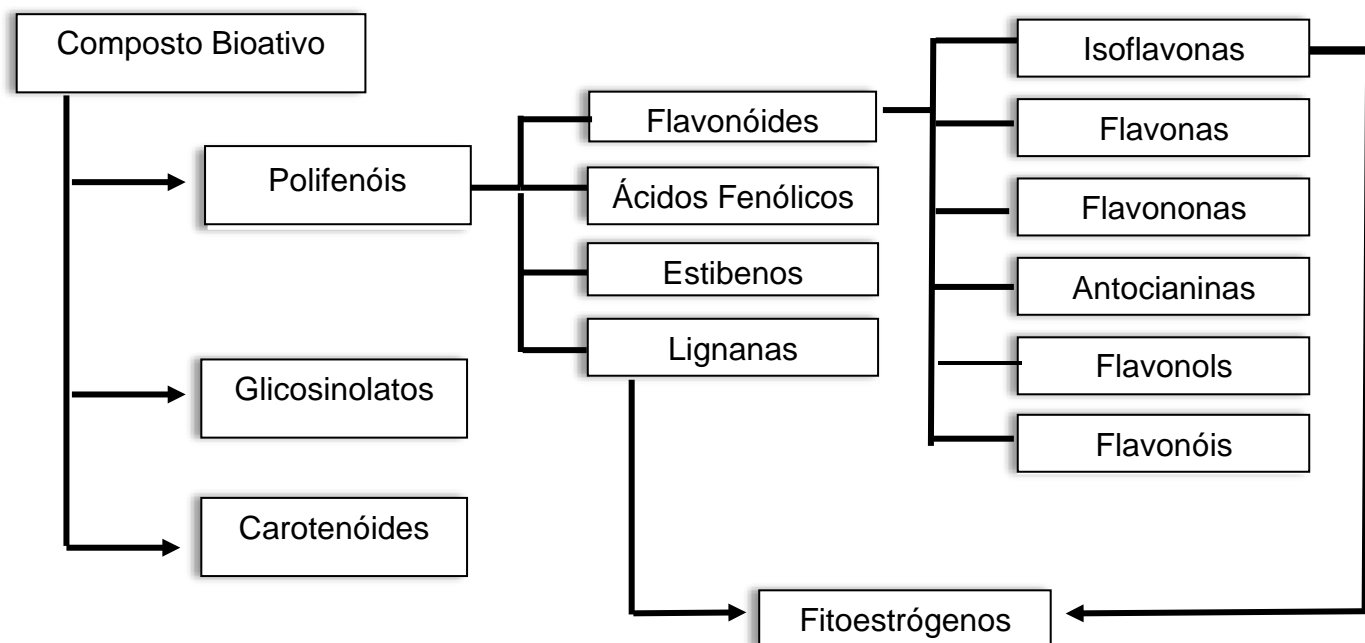 Composto Bioativo
Polifenóis
Glicosinolatos
Carotenóides
Flavonóides
Ácidos Fenólicos
Estibenos
Lignanas
Isoflavonas
Flavonas
Flavononas
Antocianinas
Flavonols
Flavonóis
Fitoestrógenos